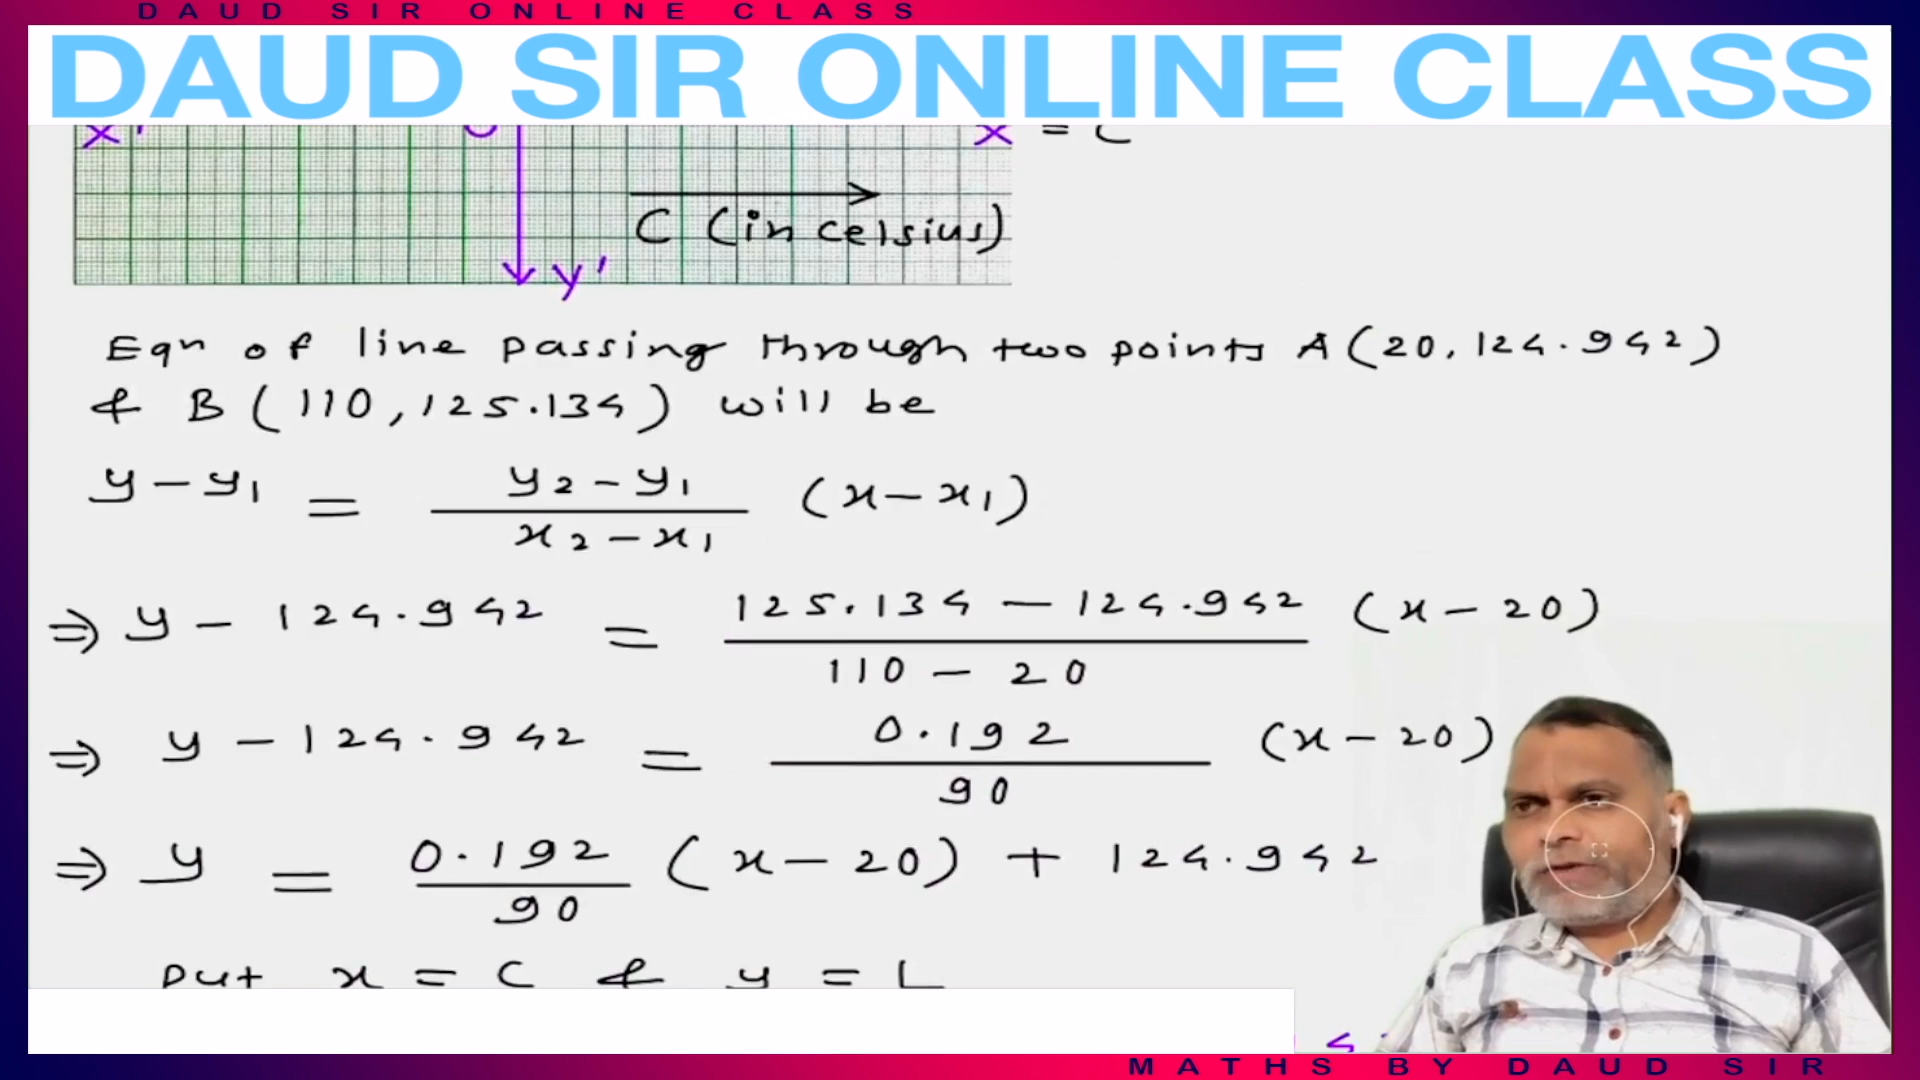 DAUD SIR ONLINE CLASS
DAUD SIR ONLINE CLASS
X' O X = C
C (in celsius)
Y'
Eqn of line passing through two points A(20, 124.942)
& B(110, 125.134) will be
y - y₁ = (y₂ - y₁)/(x₂ - x₁) (x - x₁)
⇒ y - 124.942 = (125.134 - 124.942)/(110 - 20) (x - 20)
⇒ y - 124.942 = 0.192/90 (x - 20)
⇒ y = 0.192/90 (x - 20) + 124.942
Put x = C & y = L
MATHS BY DAUD SIR